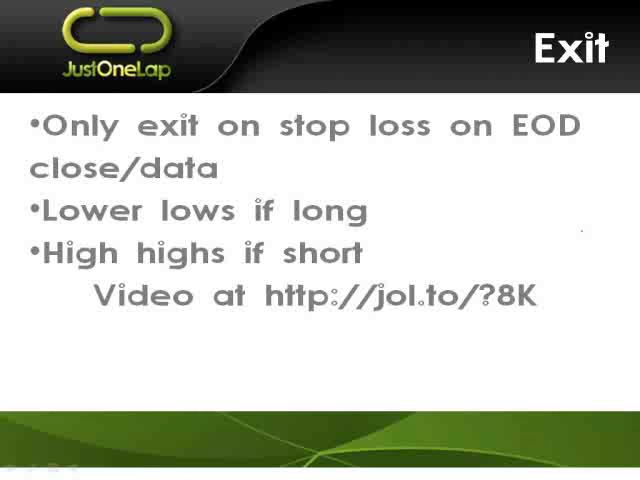 JustOneLap
Exit
•Only exit on stop loss on EOD
close/data
•Lower lows if long
•High highs if short
Video at http://jol.to/?8K